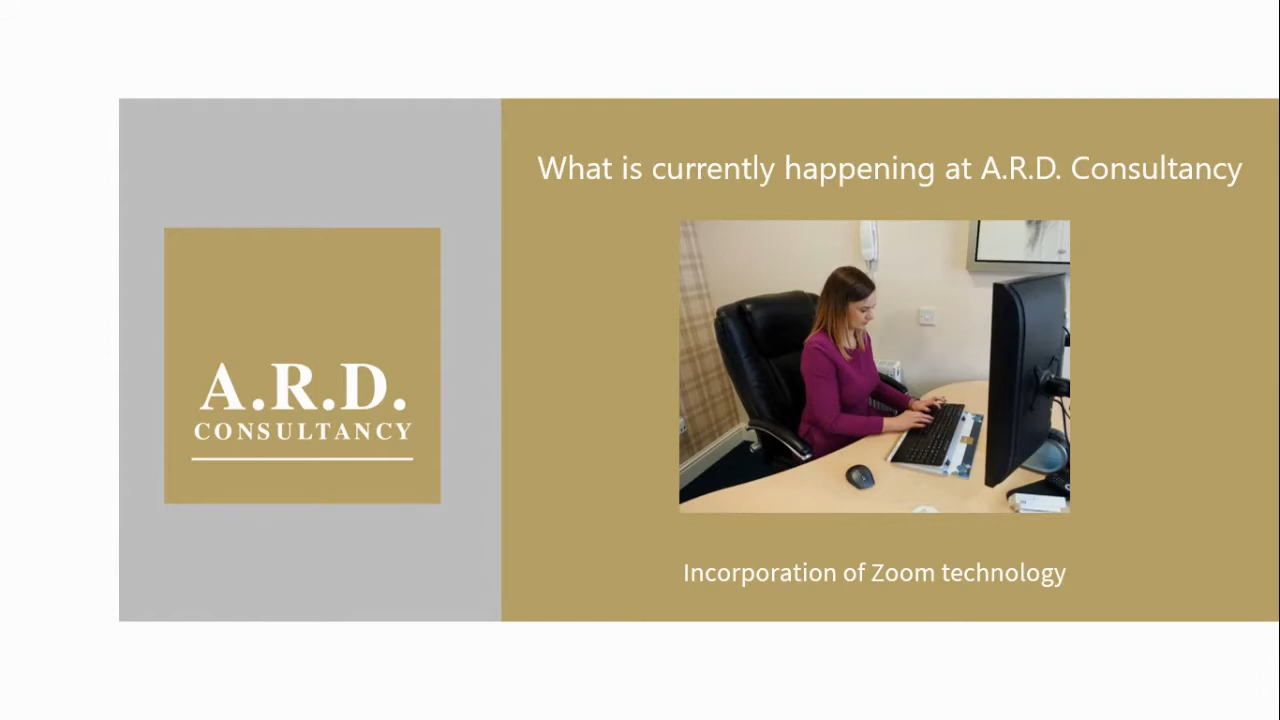 What is currently happening at A.R.D. Consultancy
A.R.D.
CONSULTANCY
Incorporation of Zoom technology